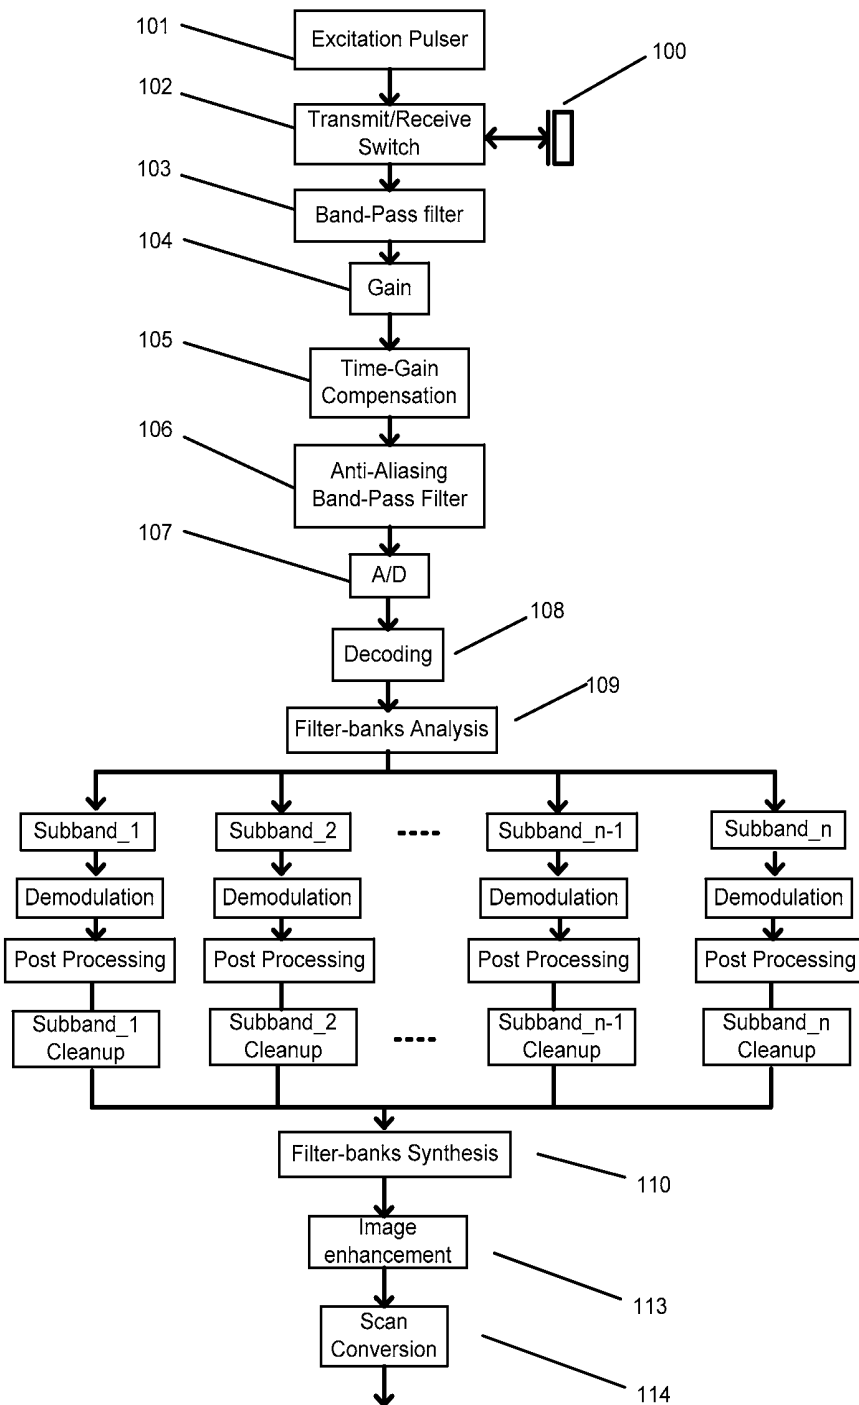 101
Excitation Pulser
100
102
Transmit/Receive
Switch
103
Band-Pass filter
104
Gain
105
Time-Gain
Compensation
106
Anti-Aliasing
Band-Pass Filter
107
A/D
108
Decoding
109
Filter-banks Analysis
Subband_1 Subband_2 Subband_n-1 Subband_n
Demodulation Demodulation Demodulation Demodulation
Post Processing Post Processing Post Processing Post Processing
Subband_1
Cleanup
Subband_2
Cleanup
Subband_n-1
Cleanup
Subband_n
Cleanup
Filter-banks Synthesis
110
Image
enhancement
113
Scan
Conversion
114